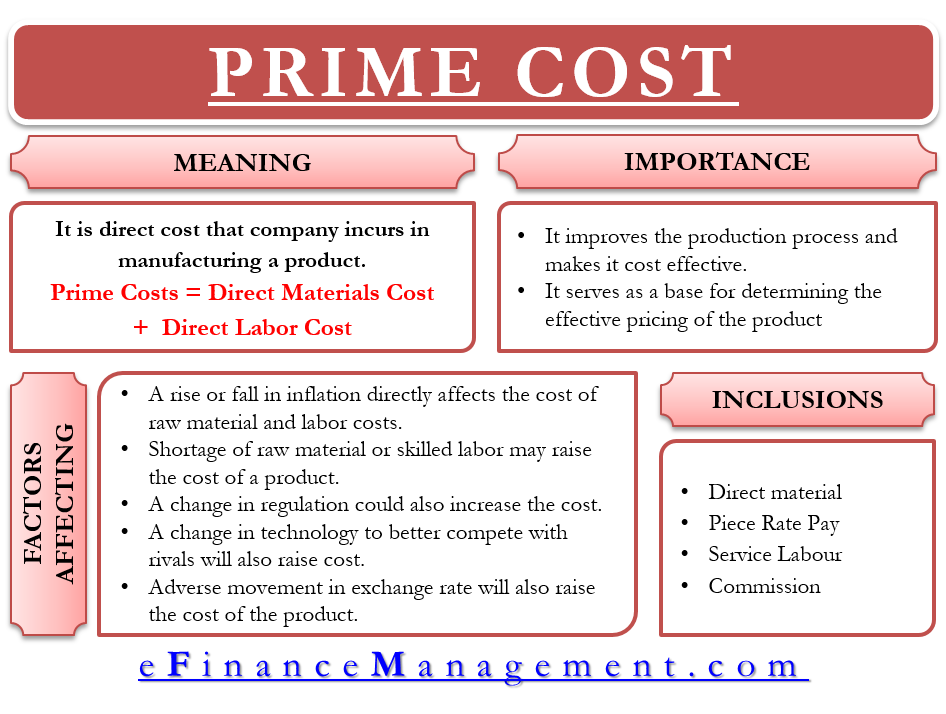 PRIME COST
MEANING
It is direct cost that company incurs in
manufacturing a product.
Prime Costs = Direct Materials Cost
+ Direct Labor Cost
IMPORTANCE
• It improves the production process and
makes it cost effective.
• It serves as a base for determining the
effective pricing of the product
FACTORS
AFFECTING
• A rise or fall in inflation directly affects the cost of
raw material and labor costs.
• Shortage of raw material or skilled labor may raise
the cost of a product.
• A change in regulation could also increase the cost.
• A change in technology to better compete with
rivals will also raise cost.
• Adverse movement in exchange rate will also raise
the cost of the product.
INCLUSIONS
• Direct material
• Piece Rate Pay
• Service Labour
• Commission
eFinanceManagement.com